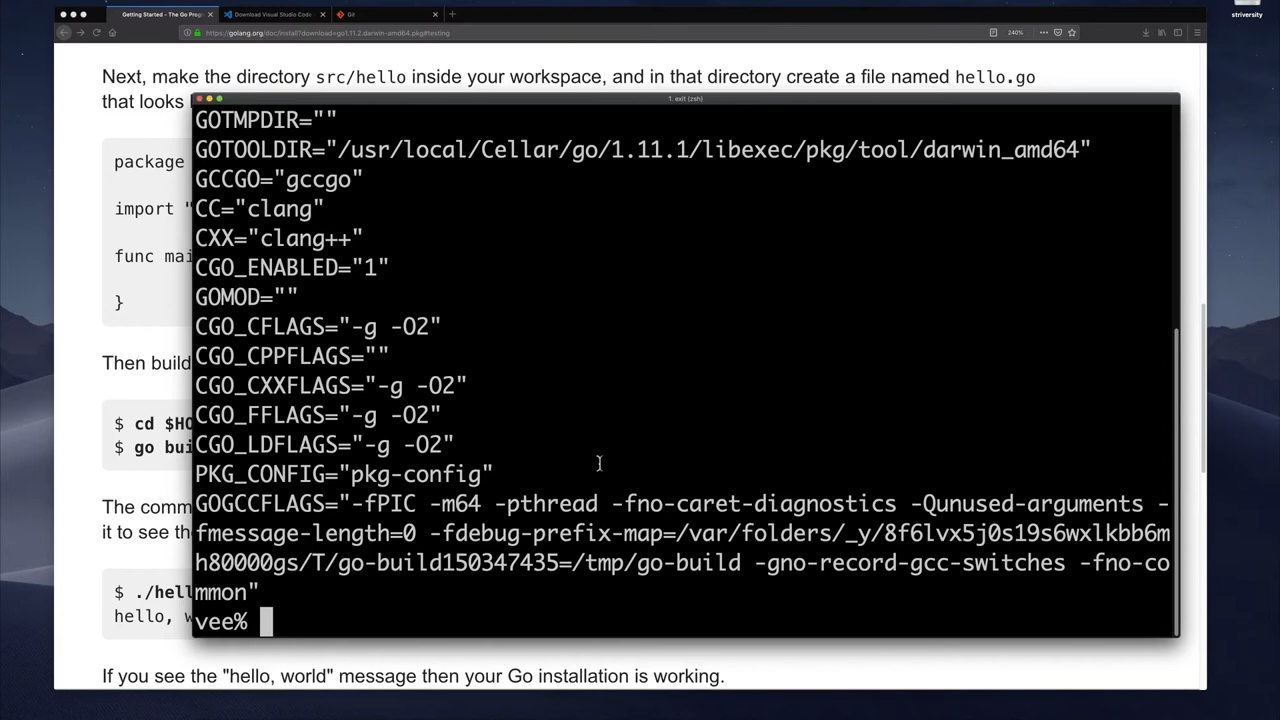 striversity
Getting Started - The Go Prog
Download Visual Studio Code
Git
https://golang.org/doc/install?download=go1.11.2.darwin-amd64.pkg#testing
240%
Next, make the directory src/hello inside your workspace, and in that directory create a file named hello.go
that looks
1. exit (zsh)
package
import "
func mai
}
Then build
$ cd $HO
$ go bui
The comm
it to see the
$ ./hell
hello, w
GOTMPDIR=""
GOTOOLDIR="/usr/local/Cellar/go/1.11.1/libexec/pkg/tool/darwin_amd64"
GCCGO="gccgo"
CC="clang"
CXX="clang++"
CGO_ENABLED="1"
GOMOD=""
CGO_CFLAGS="-g -O2"
CGO_CPPFLAGS=""
CGO_CXXFLAGS="-g -O2"
CGO_FFLAGS="-g -O2"
CGO_LDFLAGS="-g -O2"
PKG_CONFIG="pkg-config"
GOGCCFLAGS="-fPIC -m64 -pthread -fno-caret-diagnostics -Qunused-arguments -
fmessage-length=0 -fdebug-prefix-map=/var/folders/_y/8f6lvx5j0s19s6wxlkbb6m
h80000gs/T/go-build150347435=/tmp/go-build -gno-record-gcc-switches -fno-co
mmon"
vee%
If you see the "hello, world" message then your Go installation is working.